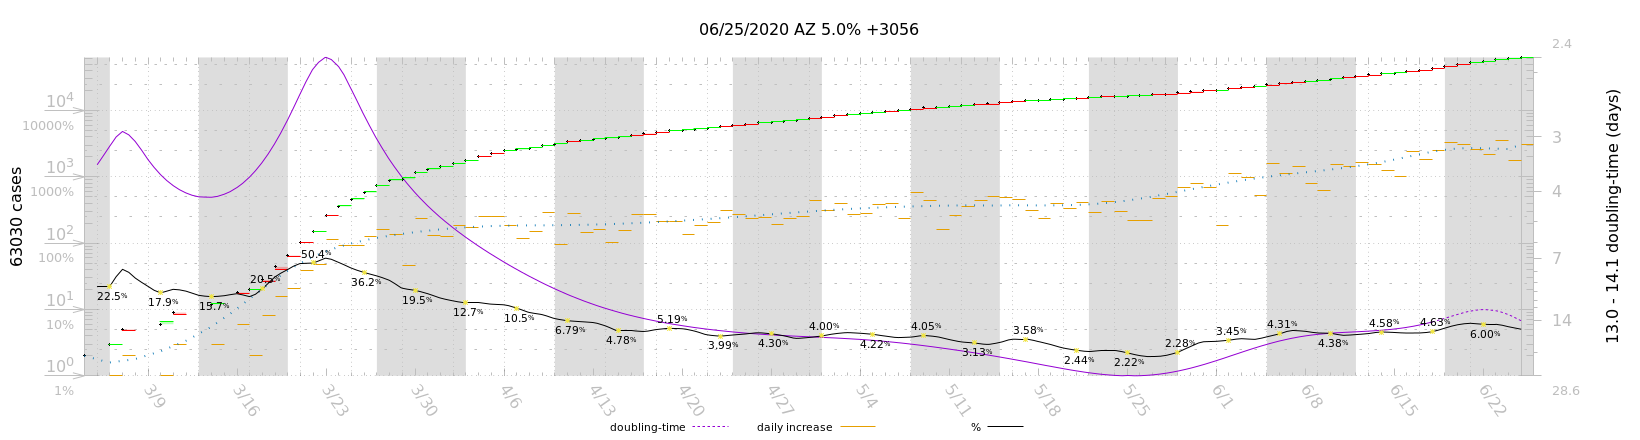 06/25/2020 AZ 5.0% +3056
63030 cases
10⁴
10000%
10³
1000%
10²
100%
10¹
10%
10⁰
1%
2.4
3
4
7
14
28.6
13.0 - 14.1 doubling-time (days)
22.5% 17.9% 15.7% 20.5% 50.4% 36.2% 19.5% 12.7% 10.5% 6.79% 4.78% 5.19% 3.99% 4.30% 4.00% 4.22% 4.05% 3.13% 3.58% 2.44% 2.22% 2.28% 3.45% 4.31% 4.38% 4.58% 4.63% 6.00%
3/9 3/16 3/23 3/30 4/6 4/13 4/20 4/27 5/4 5/11 5/18 5/25 6/1 6/8 6/15 6/22
doubling-time daily increase %